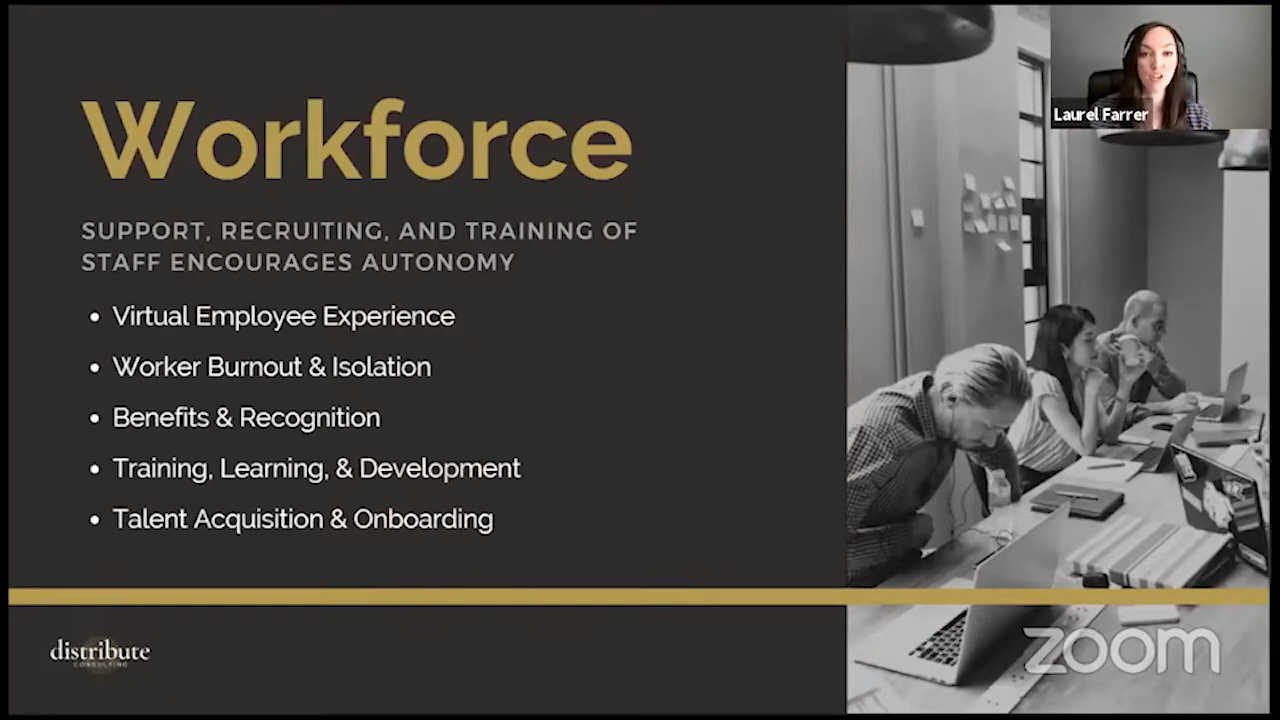 Workforce
SUPPORT, RECRUITING, AND TRAINING OF
STAFF ENCOURAGES AUTONOMY
• Virtual Employee Experience
• Worker Burnout & Isolation
• Benefits & Recognition
• Training, Learning, & Development
• Talent Acquisition & Onboarding
distribute
CONSULTING
Laurel Farrer
zoom